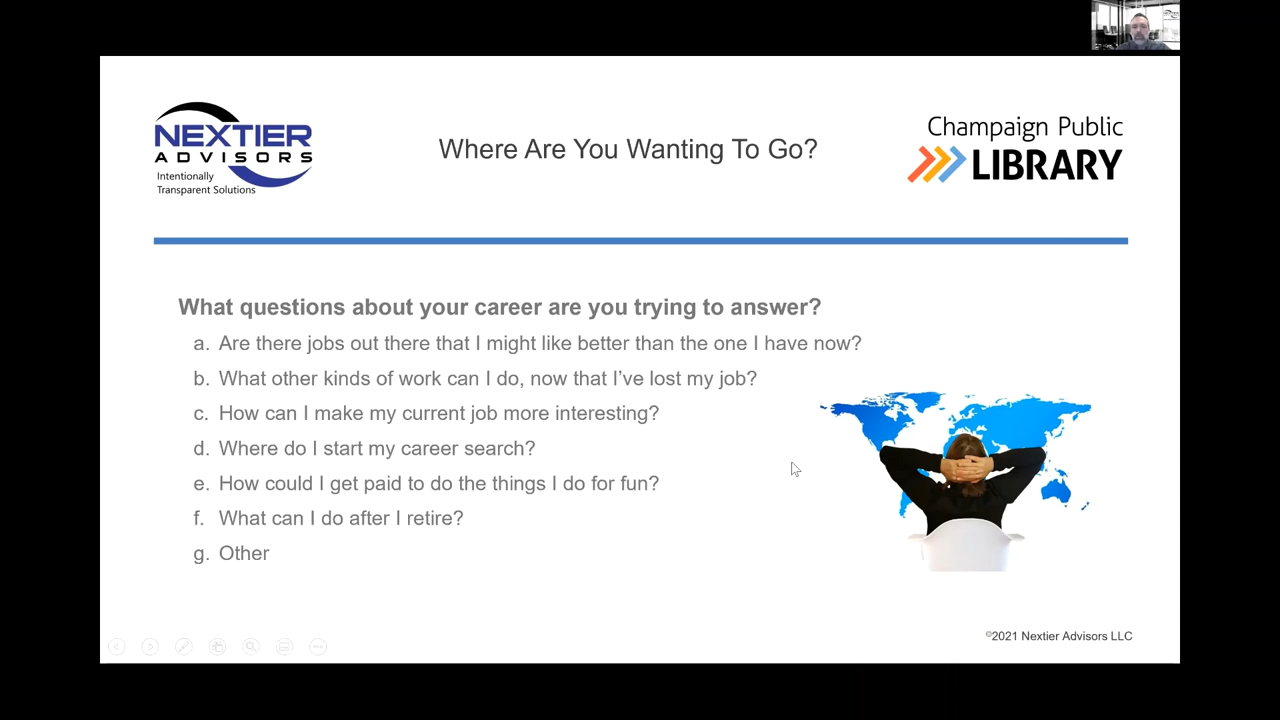 NEXTIER
ADVISORS
Intentionally
Transparent Solutions
Where Are You Wanting To Go?
Champaign Public
LIBRARY
What questions about your career are you trying to answer?
a. Are there jobs out there that I might like better than the one I have now?
b. What other kinds of work can I do, now that I’ve lost my job?
c. How can I make my current job more interesting?
d. Where do I start my career search?
e. How could I get paid to do the things I do for fun?
f. What can I do after I retire?
g. Other
©2021 Nextier Advisors LLC